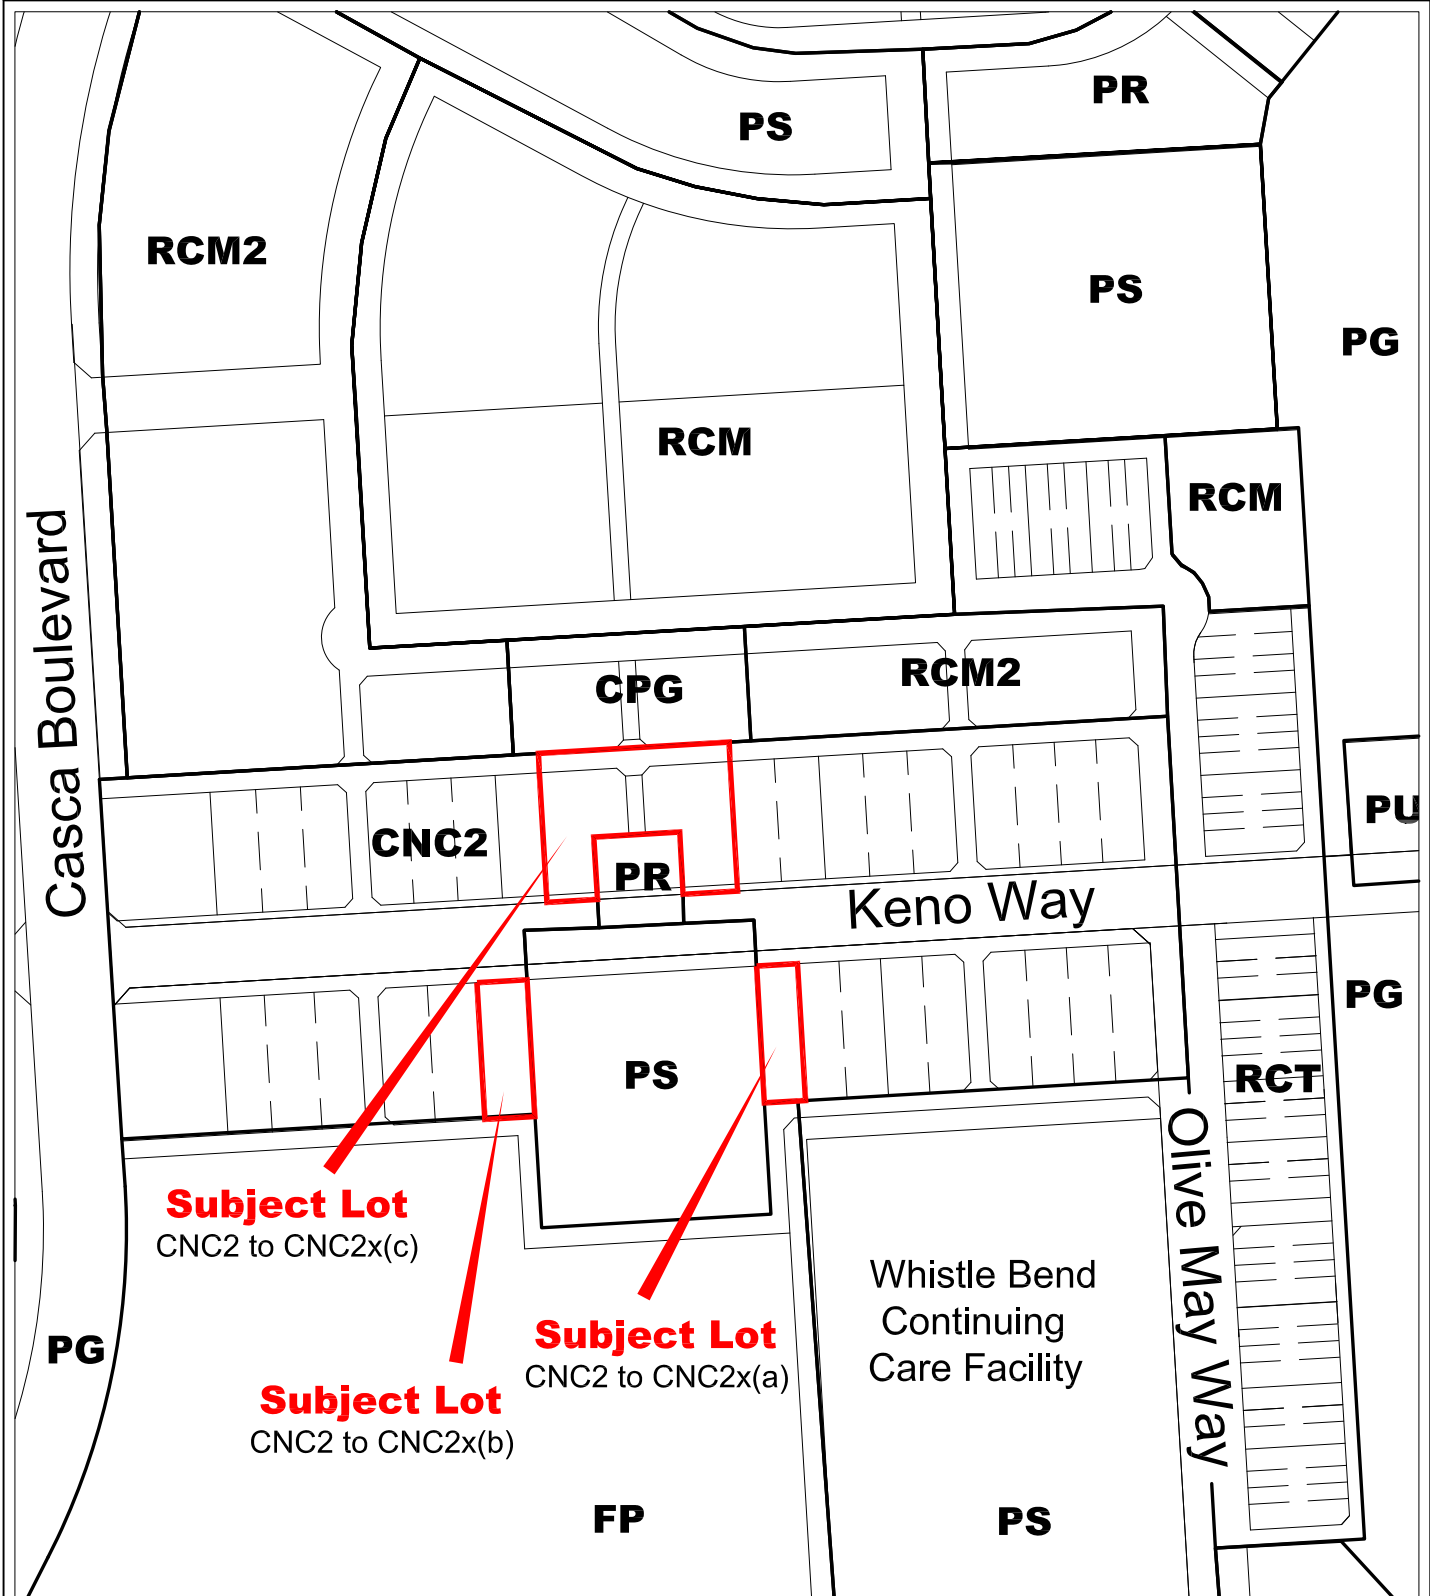 PR
PS
RCM2
PS
PG
RCM
RCM
Casca Boulevard
CPG
RCM2
PU
CNC2
PR
Keno Way
PG
PS
RCT
Subject Lot
CNC2 to CNC2x(c)
Olive May Way
Whistle Bend
Continuing
Care Facility
Subject Lot
CNC2 to CNC2x(a)
PG
Subject Lot
CNC2 to CNC2x(b)
FP
PS